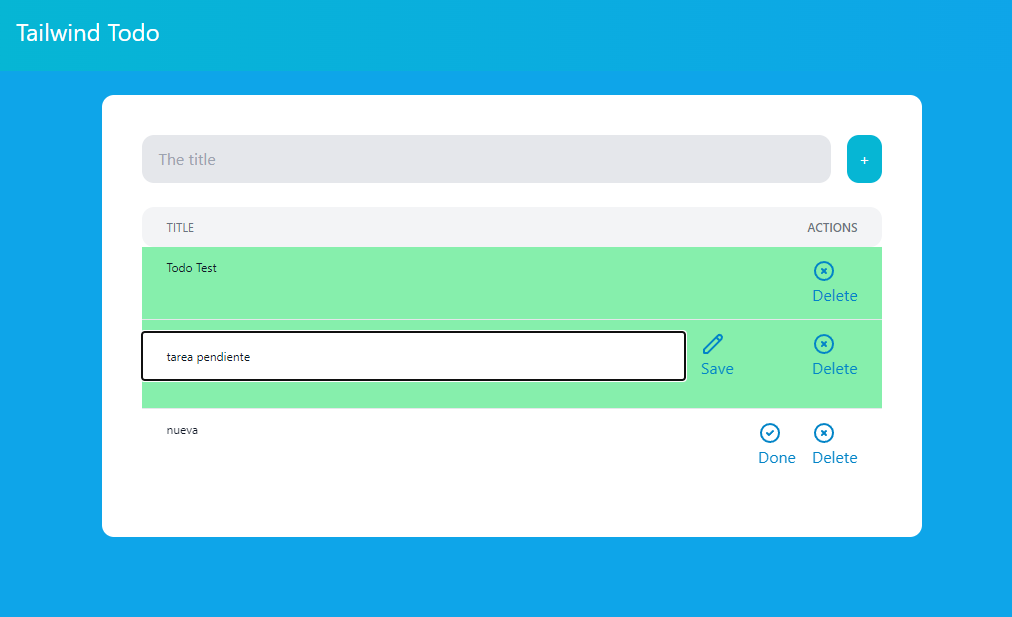 Tailwind Todo
The title +
TITLE ACTIONS
Todo Test
Delete
tarea pendiente
Save Delete
nueva
Done Delete